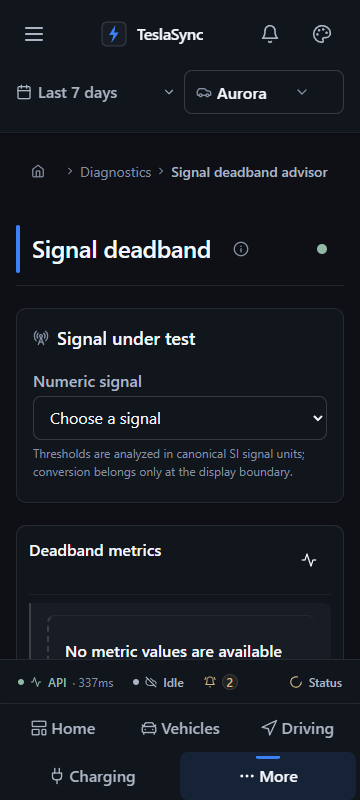 TeslaSync
Last 7 days
Aurora
Diagnostics
Signal deadband advisor
Signal deadband
Signal under test
Numeric signal
Choose a signal
Thresholds are analyzed in canonical SI signal units;
conversion belongs only at the display boundary.
Deadband metrics
No metric values are available
API · 337ms
Idle
2
Status
Home
Vehicles
Driving
Charging
More